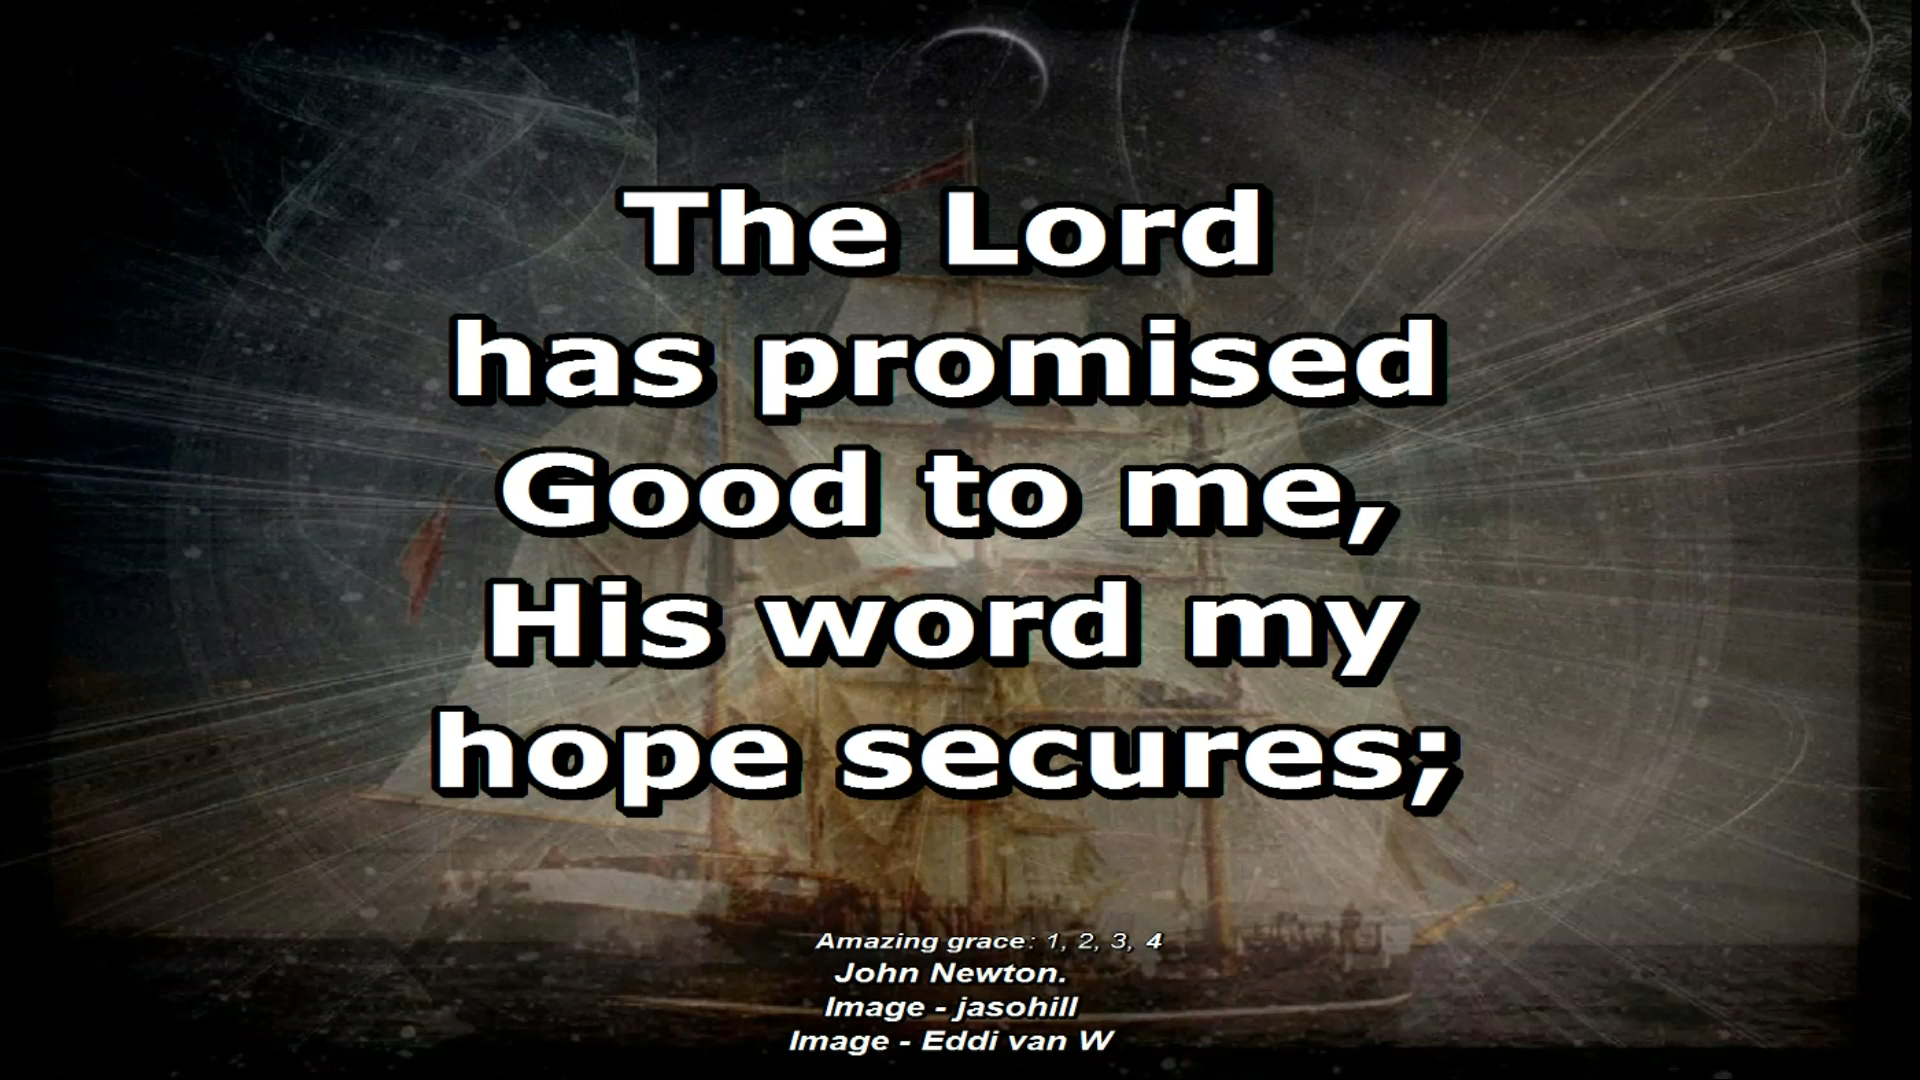 The Lord
has promised
Good to me,
His word my
hope secures;
Amazing grace: 1, 2, 3, 4
John Newton.
Image - jasohill
Image - Eddi van W